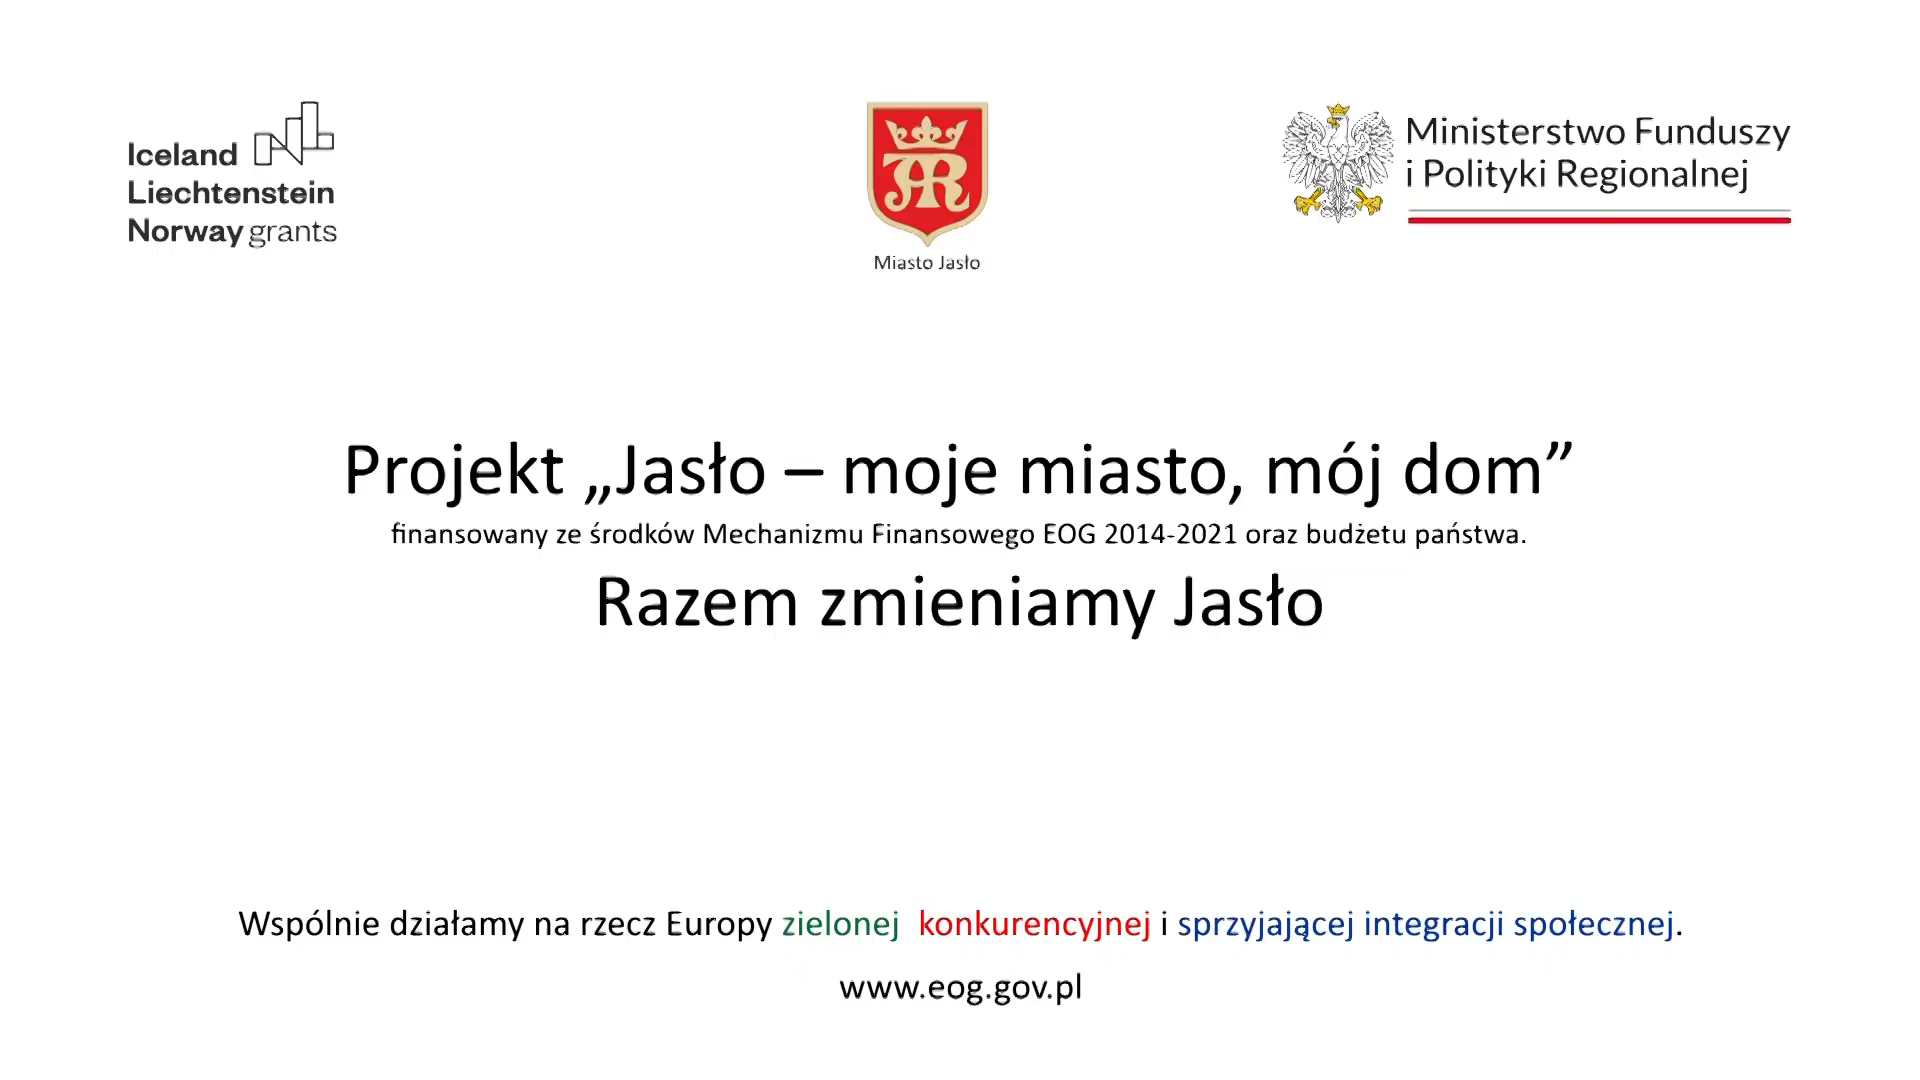 Iceland
Liechtenstein
Norway grants
Miasto Jasło
Ministerstwo Funduszy
i Polityki Regionalnej
Projekt „Jasło – moje miasto, mój dom”
finansowany ze środków Mechanizmu Finansowego EOG 2014-2021 oraz budżetu państwa.
Razem zmieniamy Jasło
Wspólnie działamy na rzecz Europy zielonej konkurencyjnej i sprzyjającej integracji społecznej.
www.eog.gov.pl